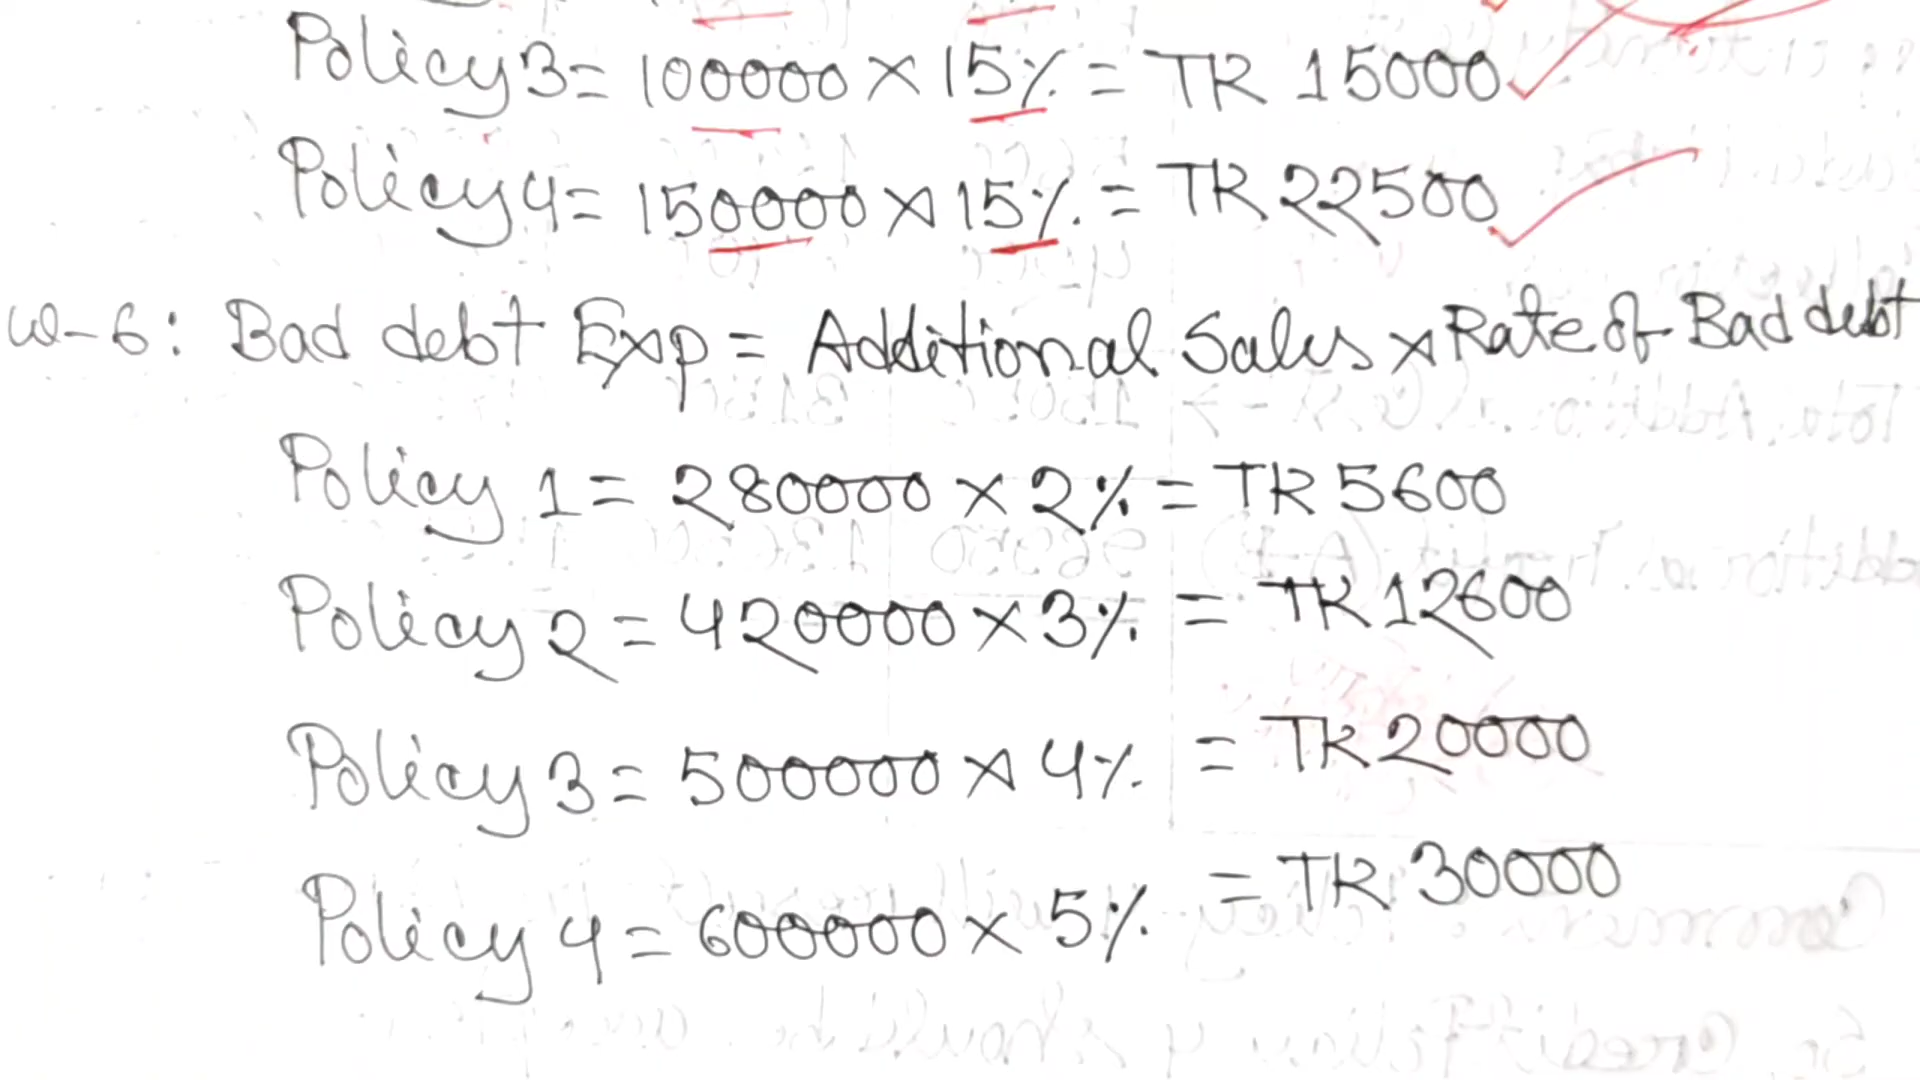 Policy 3 = 100000 × 15% = TK 15000
Policy 4 = 150000 × 15% = TK 22500
W-6: Bad debt Exp = Additional Sales × Rate of Bad debt
Policy 1 = 280000 × 2% = TK 5600
Policy 2 = 420000 × 3% = TK 12600
Policy 3 = 500000 × 4% = TK 20000
Policy 4 = 600000 × 5% = TK 30000